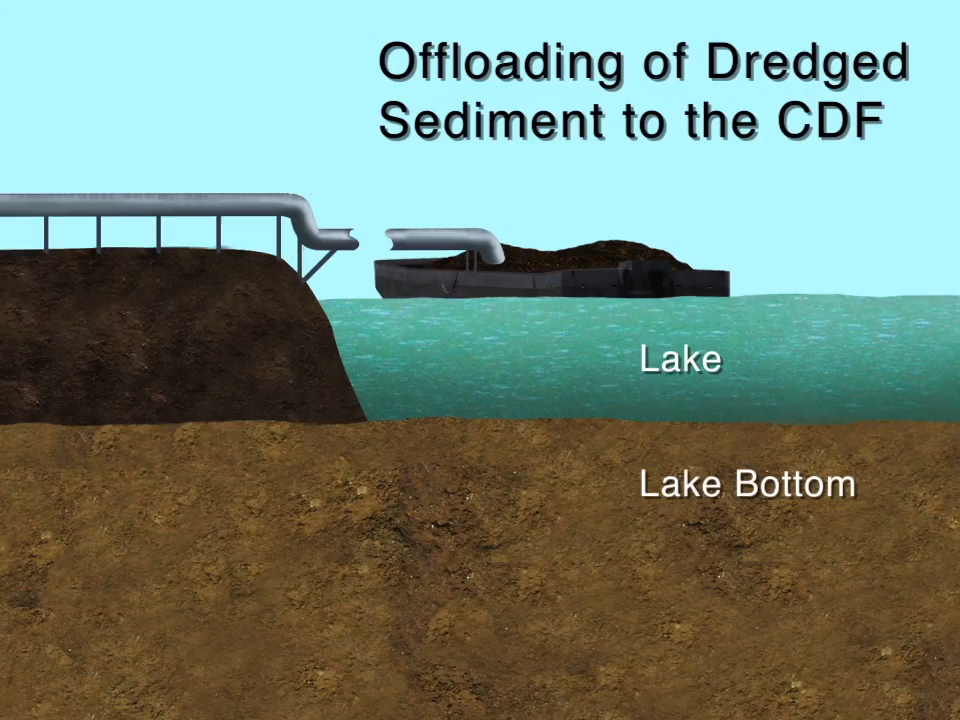 Offloading of Dredged
Sediment to the CDF
Lake
Lake Bottom